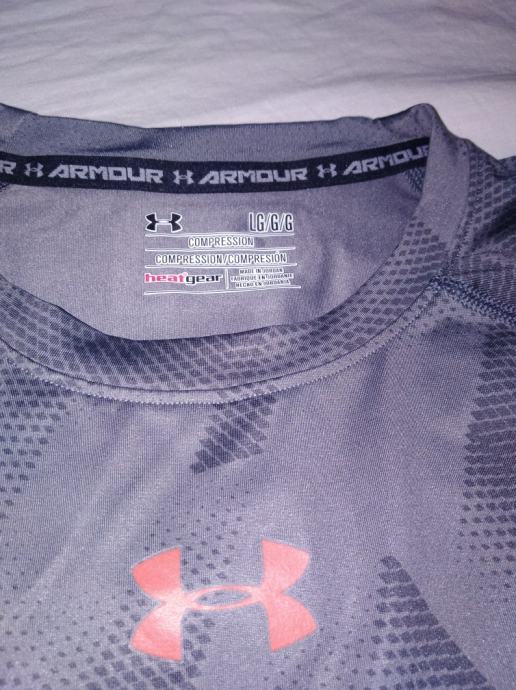 R ARMOUR ARMOUR ARMOUR
LG/G/G
COMPRESSION
COMPRESSION/COMPRESIÓN
heatgear
MADE IN JORDAN
FABRIQUÉ EN JORDANIE
HECHO EN JORDANIA